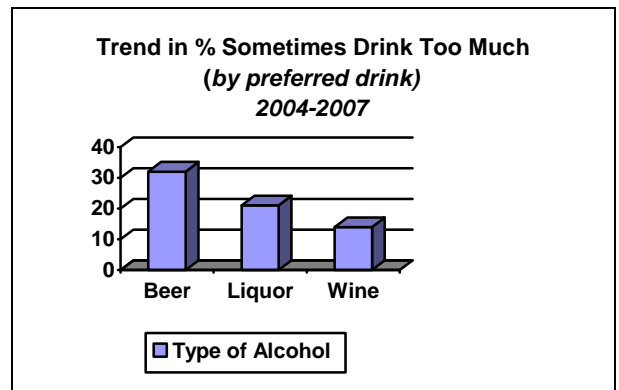 Trend in % Sometimes Drink Too Much
(by preferred drink)
2004-2007
40
30
20
10
0
Beer Liquor Wine
Type of Alcohol